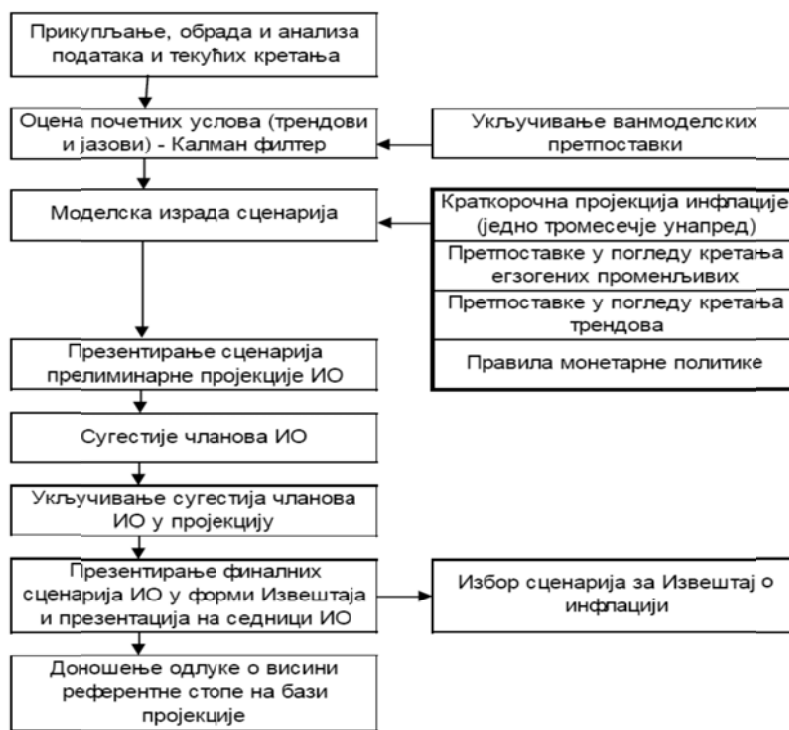 Прикупљање, обрада и анализа
података и текућих кретања
Оцена почетних услова (трендови
и јазови) - Калман филтер
Укључивање ванмоделских
претпоставки
Моделска израда сценарија
Краткорочна пројекција инфлације
(једно тромесечје унапред)
Претпоставке у погледу кретања
егзогених променљивих
Претпоставке у погледу кретања
трендова
Правила монетарне политике
Презентирање сценарија
прелиминарне пројекције ИО
Сугестије чланова ИО
Укључивање сугестија чланова
ИО у пројекцију
Презентирање финалних
сценарија ИО у форми Извештаја
и презентација на седници ИО
Избор сценарија за Извештај о
инфлацији
Доношење одлуке о висини
референтне стопе на бази
пројекције